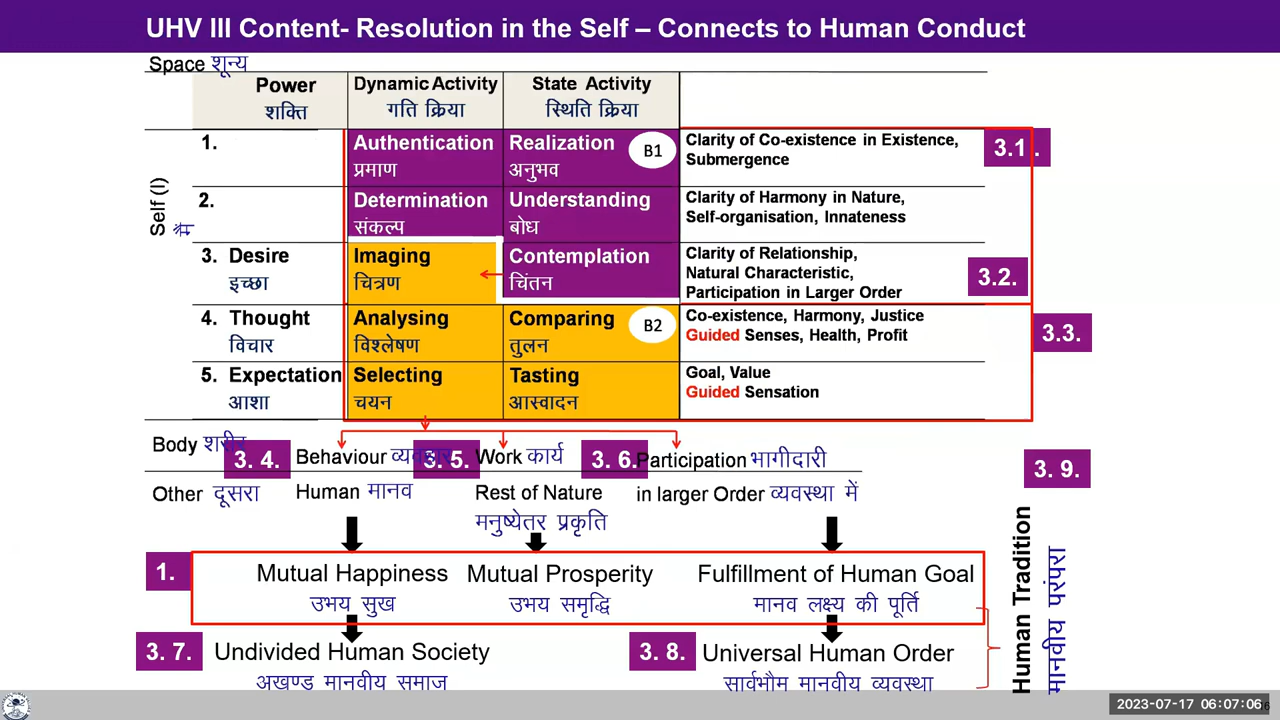 UHV III Content- Resolution in the Self – Connects to Human Conduct
Space शून्य
Power
शक्ति
Dynamic Activity
गति क्रिया
State Activity
स्थिति क्रिया
Self (I)
मैं
1.
Authentication
प्रमाण
Realization
अनुभव
B1
Clarity of Co-existence in Existence,
Submergence
3.1.
2.
Determination
संकल्प
Understanding
बोध
Clarity of Harmony in Nature,
Self-organisation, Innateness
3. Desire
इच्छा
Imaging
चित्रण
Contemplation
चिंतन
Clarity of Relationship,
Natural Characteristic,
Participation in Larger Order
3.2.
4. Thought
विचार
Analysing
विश्लेषण
Comparing
तुलन
B2
Co-existence, Harmony, Justice
Guided Senses, Health, Profit
3.3.
5. Expectation
आशा
Selecting
चयन
Tasting
आस्वादन
Goal, Value
Guided Sensation
Body शरीर
3. 4.
Behaviour व्यवहार
3. 5.
Work कार्य
3. 6.
Participation भागीदारी
3. 9.
Other दूसरा
Human मानव
Rest of Nature
मनुष्येतर प्रकृति
in larger Order व्यवस्था में
1.
Mutual Happiness
उभय सुख
Mutual Prosperity
उभय समृद्धि
Fulfillment of Human Goal
मानव लक्ष्य की पूर्ति
3. 7.
Undivided Human Society
अखण्ड मानवीय समाज
3. 8.
Universal Human Order
सार्वभौम मानवीय व्यवस्था
Human Tradition
मानवीय परंपरा
2023-07-17 06:07:06